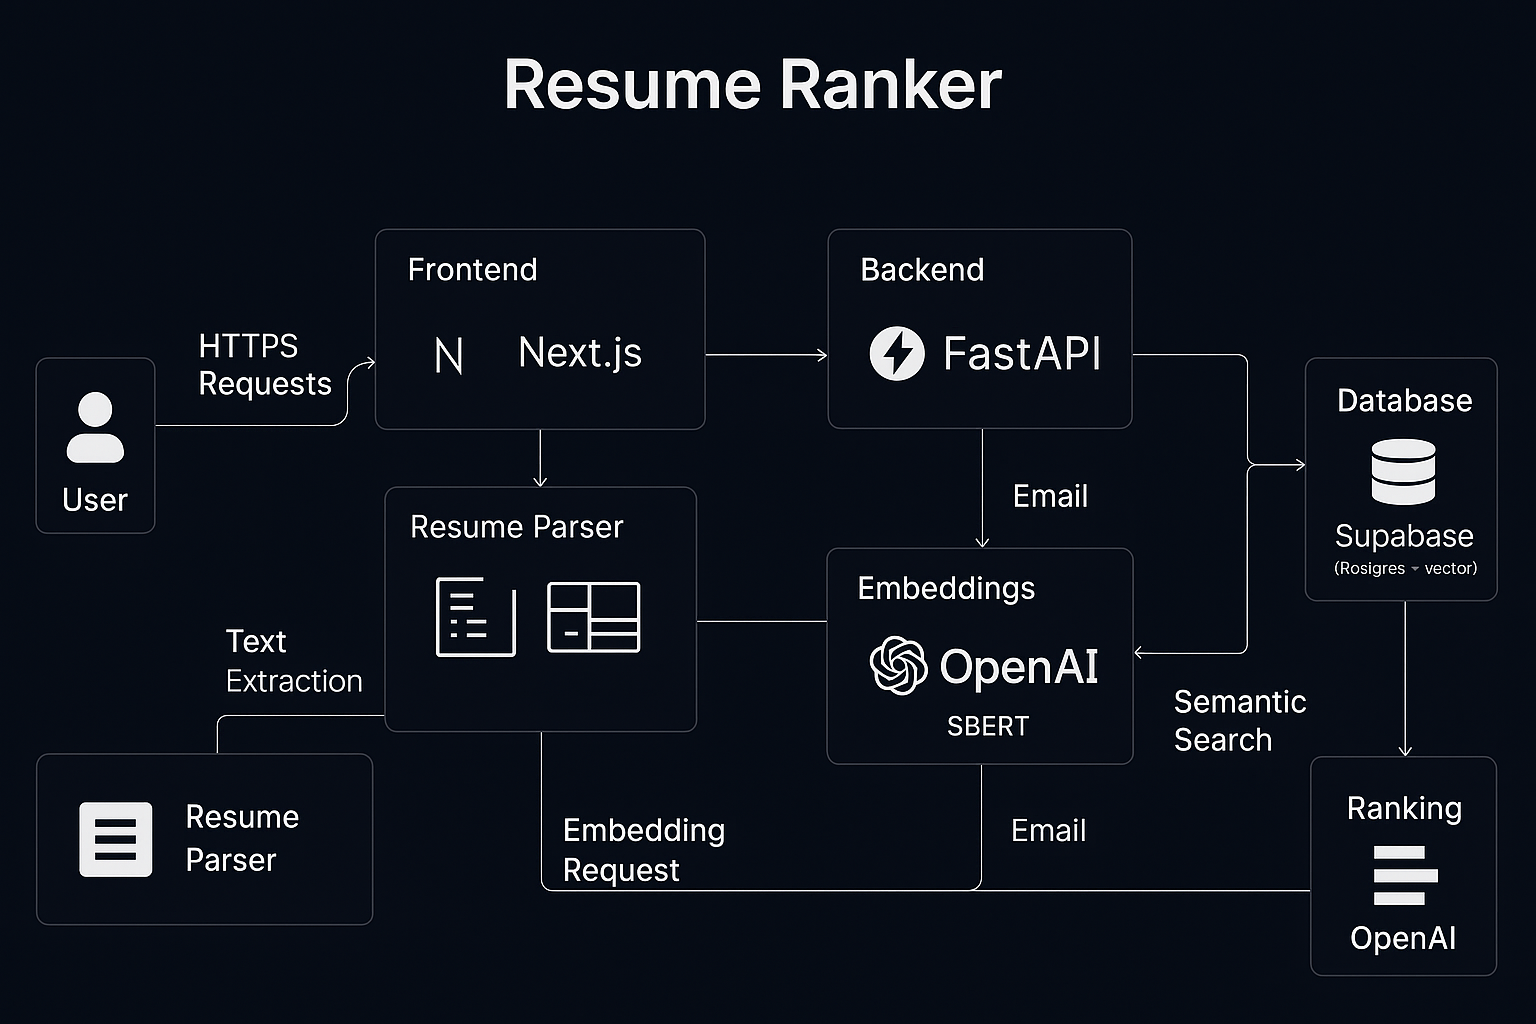 Resume Ranker
Frontend
Next.js
Backend
FastAPI
HTTPS
Requests
User
Database
Supabase
(Rosigres - vector)
Email
Resume Parser
Embeddings
OpenAI
SBERT
Text
Extraction
Semantic
Search
Resume
Parser
Embedding
Request
Email
Ranking
OpenAI